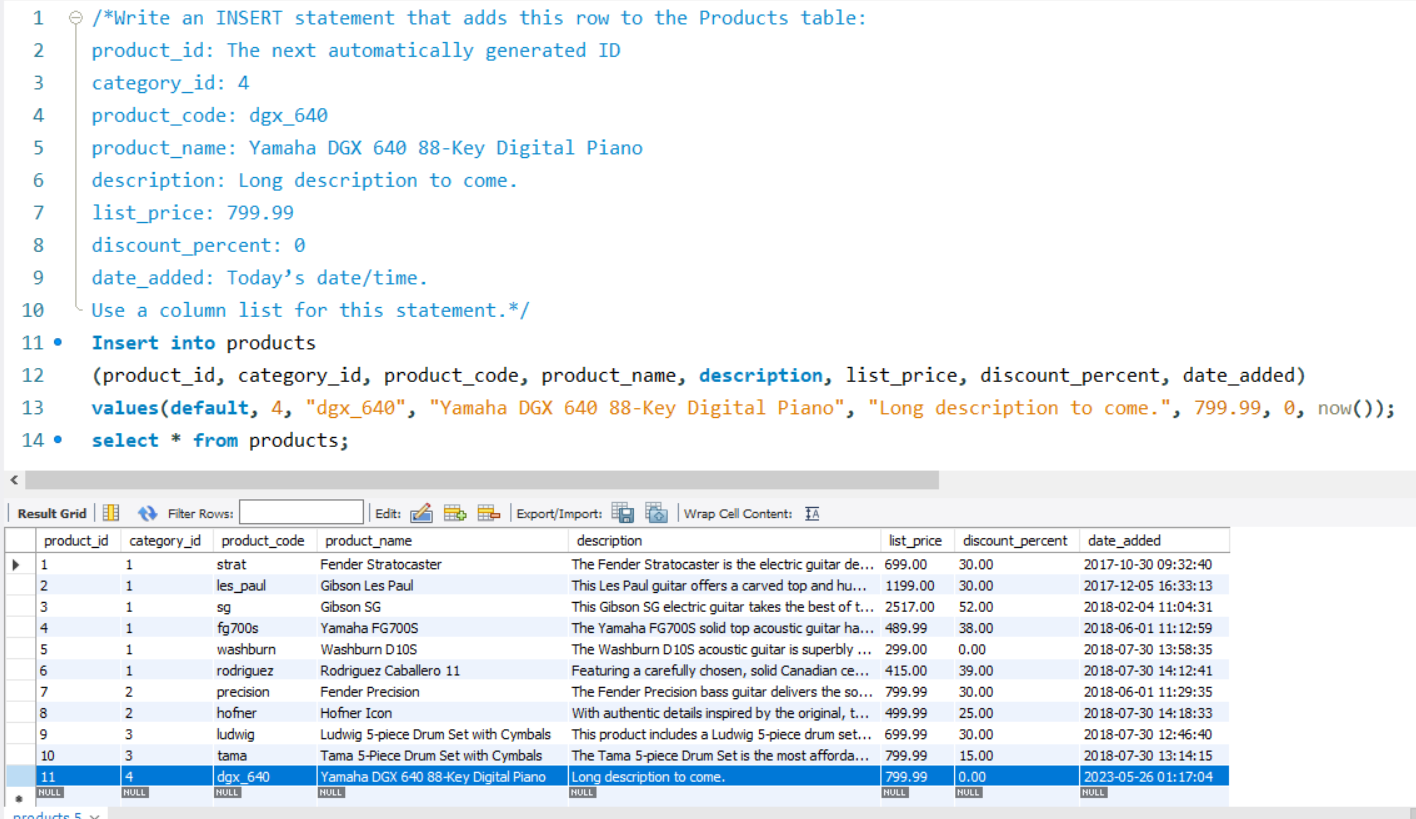 1 /*Write an INSERT statement that adds this row to the Products table:
2 product_id: The next automatically generated ID
3 category_id: 4
4 product_code: dgx_640
5 product_name: Yamaha DGX 640 88-Key Digital Piano
6 description: Long description to come.
7 list_price: 799.99
8 discount_percent: 0
9 date_added: Today’s date/time.
10 Use a column list for this statement.*/
11 Insert into products
12 (product_id, category_id, product_code, product_name, description, list_price, discount_percent, date_added)
13 values(default, 4, "dgx_640", "Yamaha DGX 640 88-Key Digital Piano", "Long description to come.", 799.99, 0, now());
14 select * from products;
Result Grid Filter Rows: Edit: Export/Import: Wrap Cell Content: IA
product_id category_id product_code product_name description list_price discount_percent date_added
1 1 strat Fender Stratocaster The Fender Stratocaster is the electric guitar de... 699.00 30.00 2017-10-30 09:32:40
2 1 les_paul Gibson Les Paul This Les Paul guitar offers a carved top and hu... 1199.00 30.00 2017-12-05 16:33:13
3 1 sg Gibson SG This Gibson SG electric guitar takes the best of t... 2517.00 52.00 2018-02-04 11:04:31
4 1 fg700s Yamaha FG700S The Yamaha FG700S solid top acoustic guitar ha... 489.99 38.00 2018-06-01 11:12:59
5 1 washburn Washburn D10S The Washburn D10S acoustic guitar is superbly ... 299.00 0.00 2018-07-30 13:58:35
6 1 rodriguez Rodriguez Caballero 11 Featuring a carefully chosen, solid Canadian ce... 415.00 39.00 2018-07-30 14:12:41
7 2 precision Fender Precision The Fender Precision bass guitar delivers the so... 799.99 30.00 2018-06-01 11:29:35
8 2 hofner Hofner Icon With authentic details inspired by the original, t... 499.99 25.00 2018-07-30 14:18:33
9 3 ludwig Ludwig 5-piece Drum Set with Cymbals This product includes a Ludwig 5-piece drum set... 699.99 30.00 2018-07-30 12:46:40
10 3 tama Tama 5-Piece Drum Set with Cymbals The Tama 5-piece Drum Set is the most afforda... 799.99 15.00 2018-07-30 13:14:15
11 4 dgx_640 Yamaha DGX 640 88-Key Digital Piano Long description to come. 799.99 0.00 2023-05-26 01:17:04
NULL NULL NULL NULL NULL NULL NULL NULL
products 5